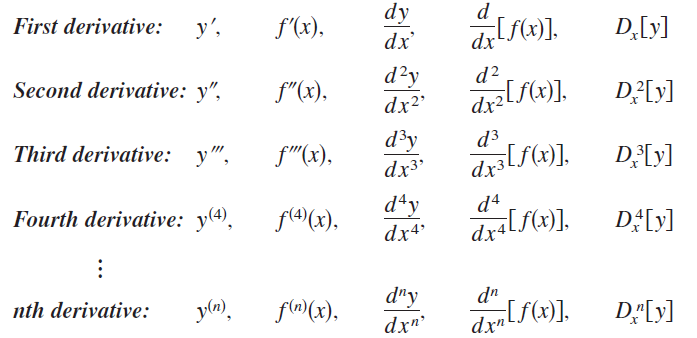 First derivative: y′, f′(x), dy/dx, d/dx[f(x)], Dₓ[y]
Second derivative: y″, f″(x), d²y/dx², d²/dx²[f(x)], Dₓ²[y]
Third derivative: y‴, f‴(x), d³y/dx³, d³/dx³[f(x)], Dₓ³[y]
Fourth derivative: y⁽⁴⁾, f⁽⁴⁾(x), d⁴y/dx⁴, d⁴/dx⁴[f(x)], Dₓ⁴[y]
⋮
nth derivative: y⁽ⁿ⁾, f⁽ⁿ⁾(x), dⁿy/dxⁿ, dⁿ/dxⁿ[f(x)], Dₓⁿ[y]